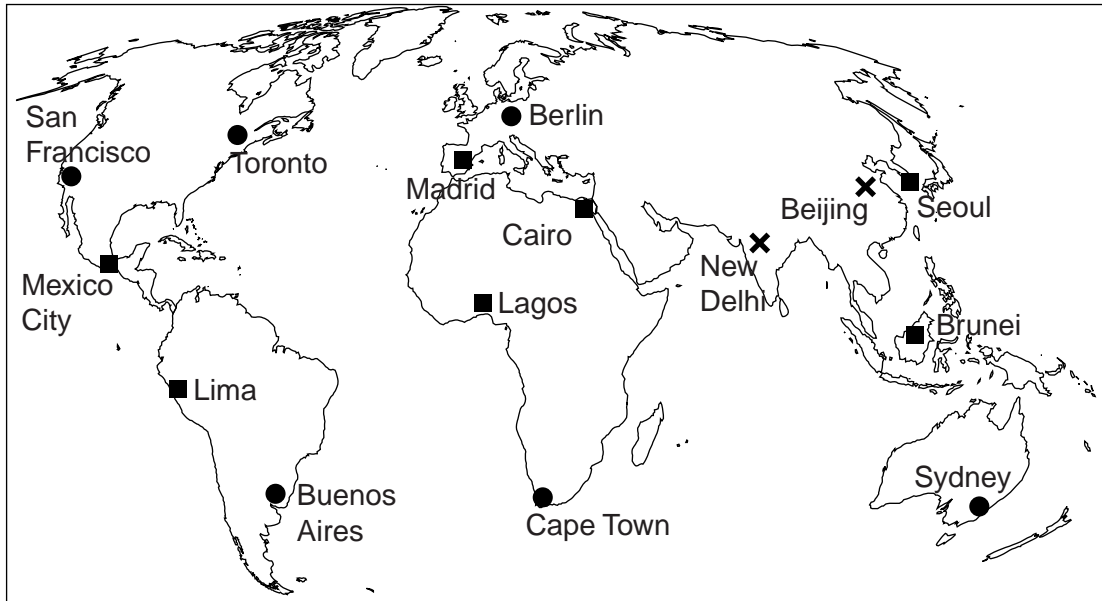 San
Francisco
Toronto
Berlin
Madrid
Cairo
Beijing
Seoul
New
Delhi
Mexico
City
Lagos
Brunei
Lima
Buenos
Aires
Cape Town
Sydney